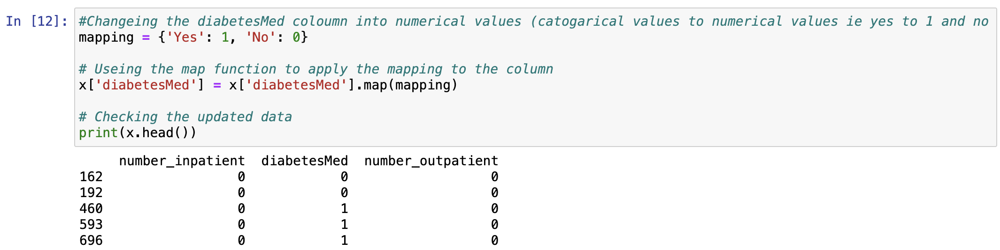 In [12]: #Changeing the diabetesMed coloumn into numerical values (catogarical values to numerical values ie yes to 1 and no
mapping = {'Yes': 1, 'No': 0}
# Useing the map function to apply the mapping to the column
x['diabetesMed'] = x['diabetesMed'].map(mapping)
# Checking the updated data
print(x.head())
number_inpatient diabetesMed number_outpatient
162 0 0 0
192 0 0 0
460 0 1 0
593 0 1 0
696 0 1 0